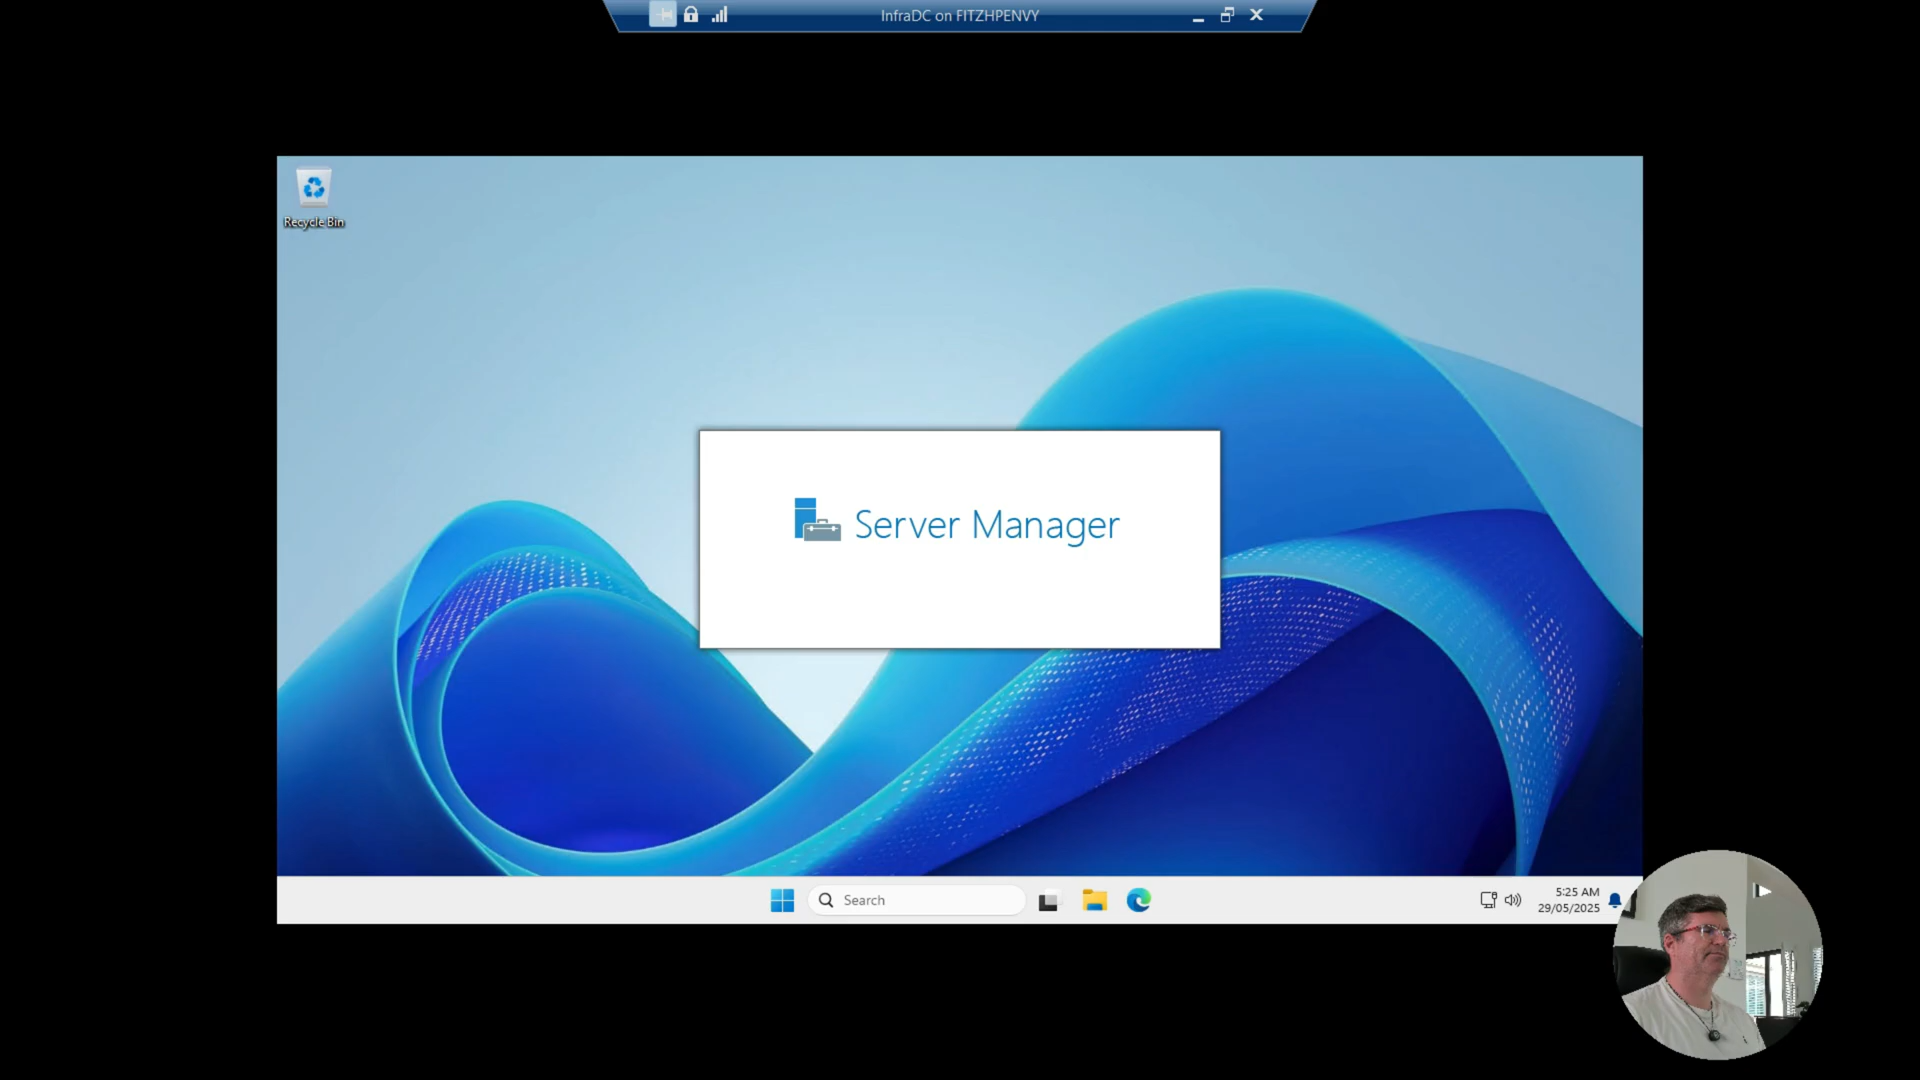 InfraDC on FITZHPENVY
Recycle Bin
Server Manager
Search
5:25 AM
29/05/2025